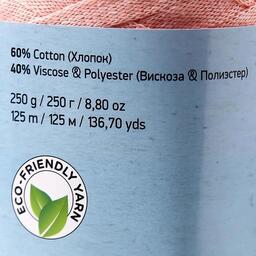 60% Cotton (Хлопок)
40% Viscose & Polyester (Вискоза & Полиэстер)
250 g / 250 г / 8,80 oz
125 m / 125 м / 136,70 yds
ECO-FRIENDLY YARN